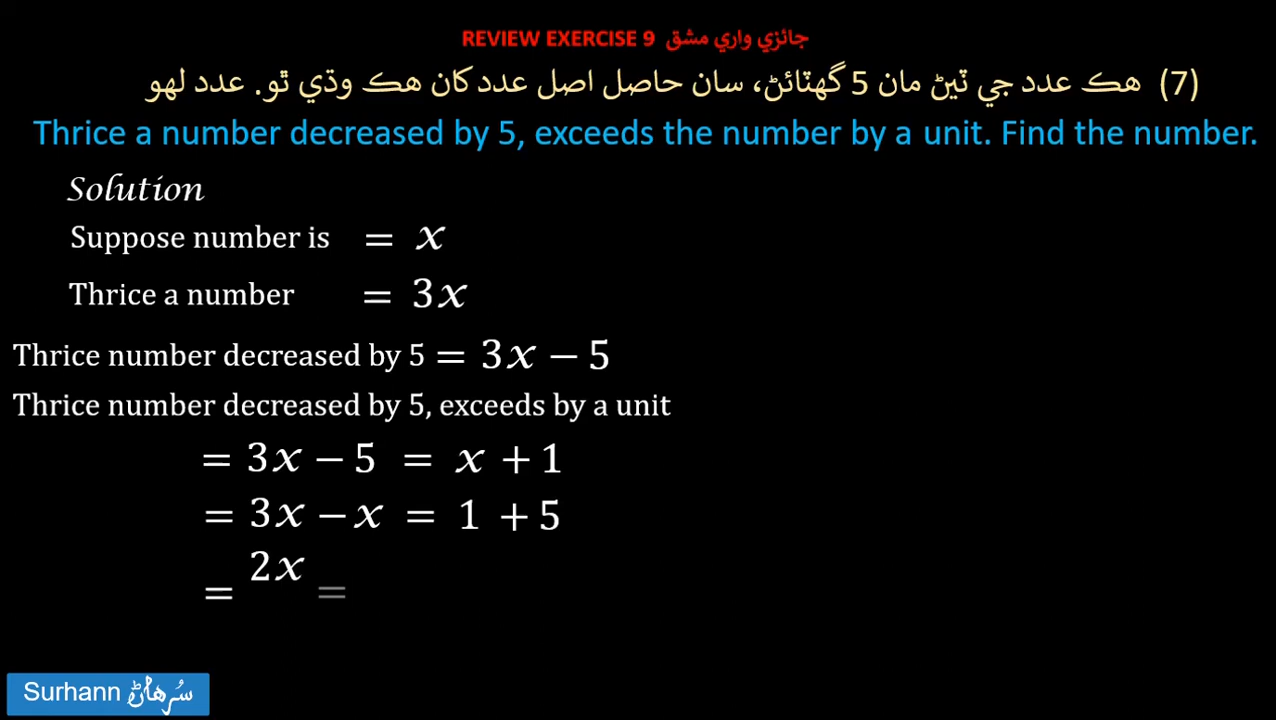 REVIEW EXERCISE 9 جائزي واري مشق
(7) هڪ عدد جي ٽيڻ مان 5 گھٽائڻ، سان حاصل اصل عدد کان هڪ وڌي ٿو. عدد لهو
Thrice a number decreased by 5, exceeds the number by a unit. Find the number.
Solution
Suppose number is = x
Thrice a number = 3x
Thrice number decreased by 5 = 3x − 5
Thrice number decreased by 5, exceeds by a unit
= 3x − 5 = x + 1
= 3x − x = 1 + 5
= 2x =
Surhann سُرهاڻ